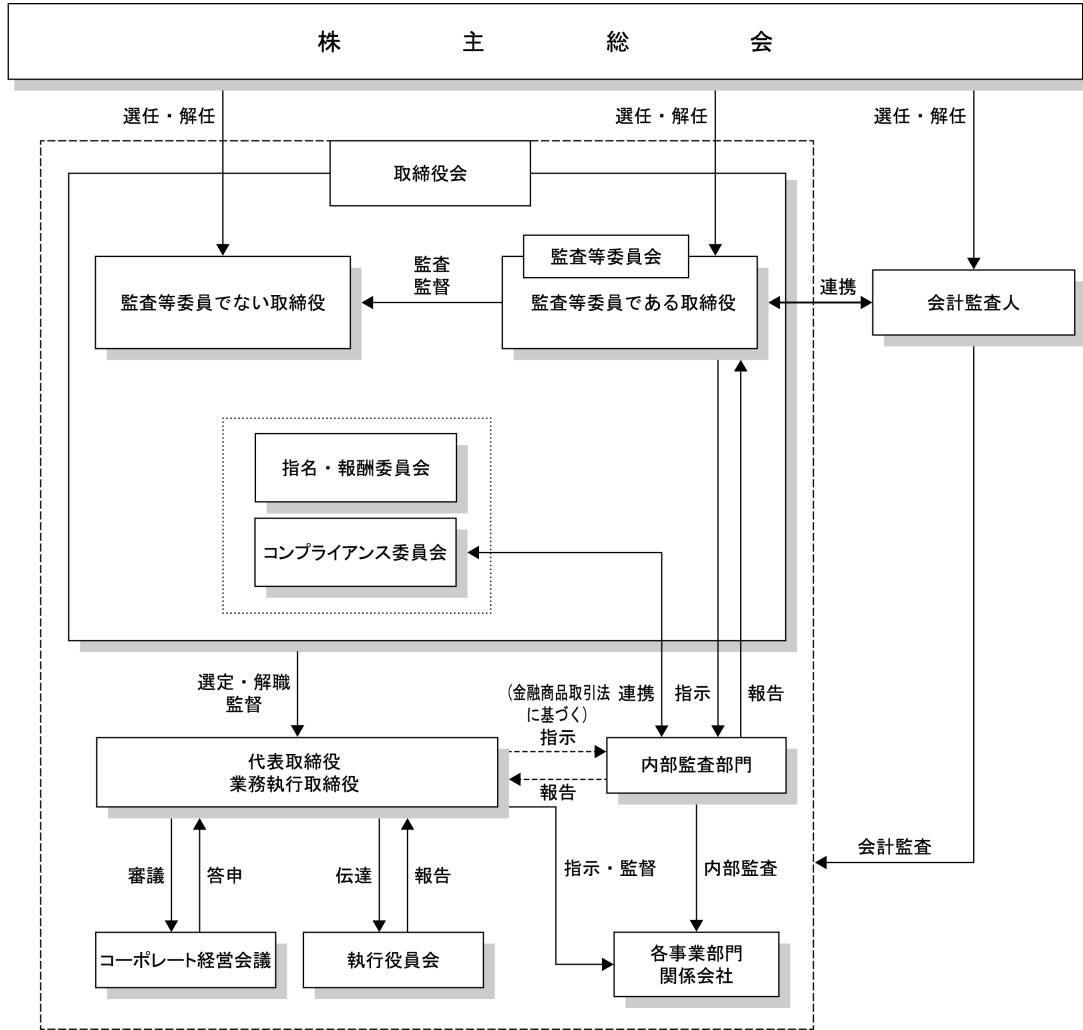 株主総会
選任・解任
選任・解任
選任・解任
取締役会
監査等委員会
監査等委員でない取締役
監査
監督
監査等委員である取締役
連携
会計監査人
指名・報酬委員会
コンプライアンス委員会
選定・解職
監督
(金融商品取引法
に基づく)
指示
連携
指示
報告
代表取締役
業務執行取締役
内部監査部門
報告
会計監査
審議
答申
伝達
報告
指示・監督
内部監査
コーポレート経営会議
執行役員会
各事業部門
関係会社